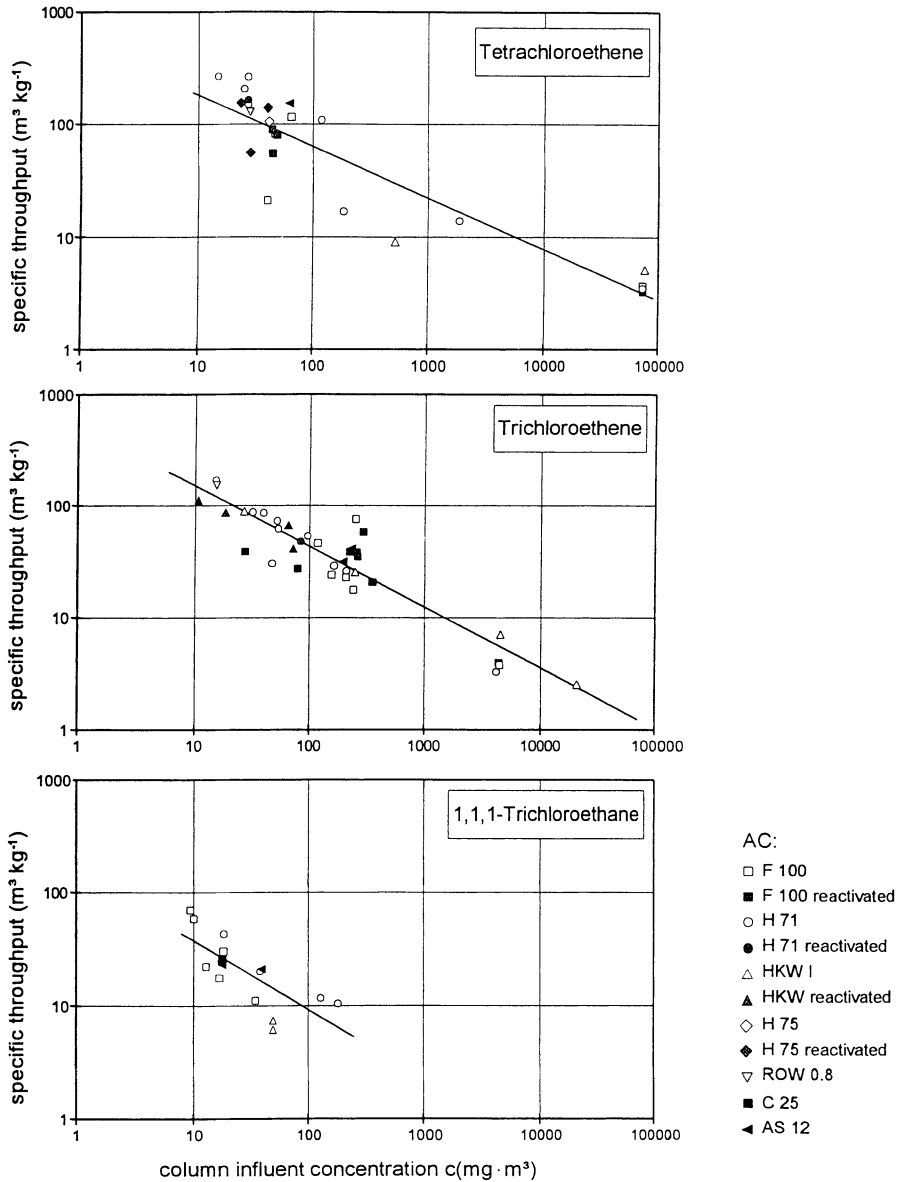 1000
100
10
1
specific throughput (m³ kg⁻¹)
Tetrachloroethene
1 10 100 1000 10000 100000
1000
100
10
1
specific throughput (m³ kg⁻¹)
Trichloroethene
1 10 100 1000 10000 100000
1000
100
10
1
specific throughput (m³ kg⁻¹)
1,1,1-Trichloroethane
1 10 100 1000 10000 100000
column influent concentration c(mg·m³)
AC:
F 100
F 100 reactivated
H 71
H 71 reactivated
HKW I
HKW reactivated
H 75
H 75 reactivated
ROW 0.8
C 25
AS 12